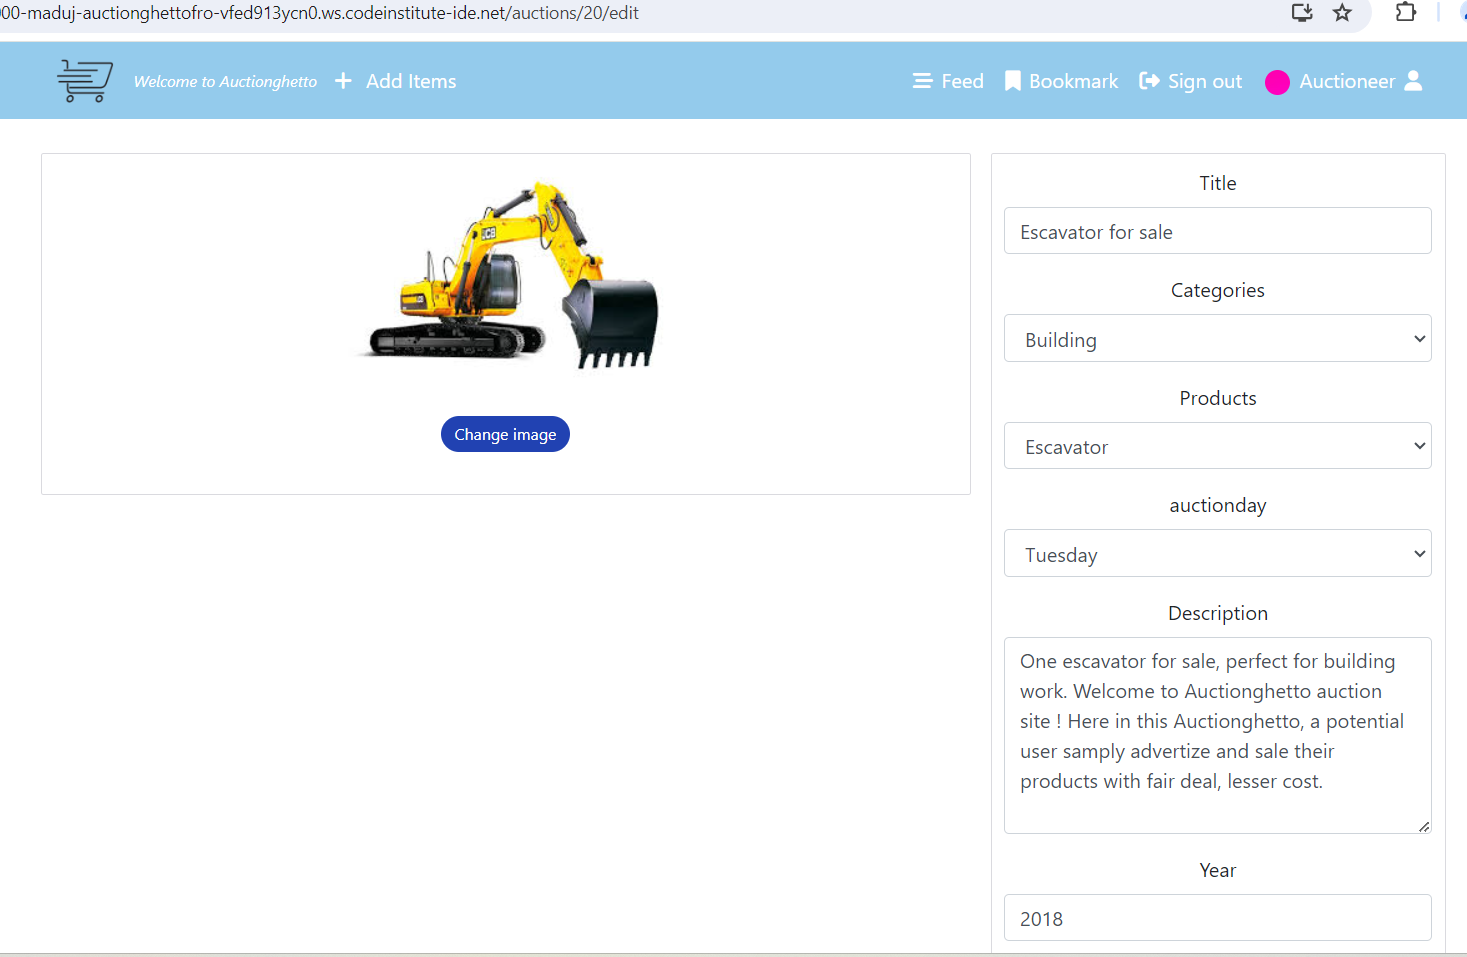 000-maduj-auctionghettofro-vfed913ycn0.ws.codeinstitute-ide.net/auctions/20/edit
Welcome to Auctionghetto
Add Items
Feed
Bookmark
Sign out
Auctioneer
JCB
Change image
Title
Escavator for sale
Categories
Building
Products
Escavator
auctionday
Tuesday
Description
One escavator for sale, perfect for building
work. Welcome to Auctionghetto auction
site ! Here in this Auctionghetto, a potential
user samply advertize and sale their
products with fair deal, lesser cost.
Year
2018